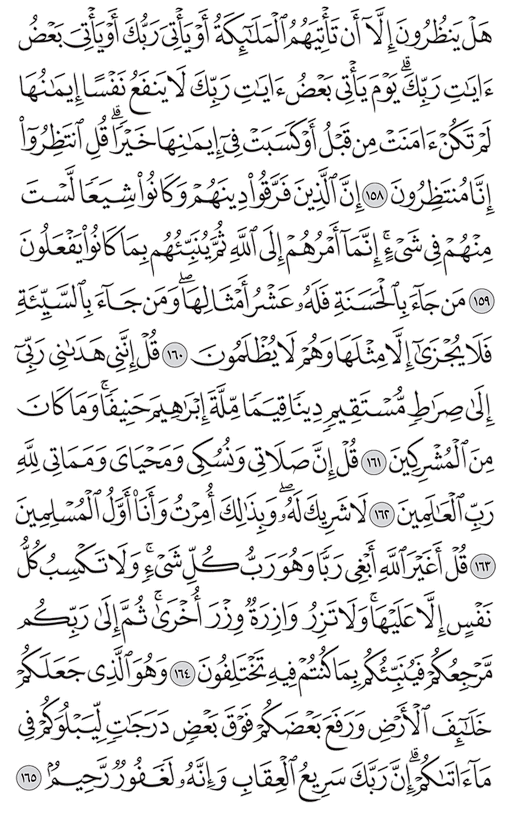 هَلۡ يَنظُرُونَ إِلَّآ أَن تَأۡتِيَهُمُ ٱلۡمَلَٰٓئِكَةُ أَوۡ يَأۡتِيَ رَبُّكَ أَوۡ يَأۡتِيَ بَعۡضُ
ءَايَٰتِ رَبِّكَۗ يَوۡمَ يَأۡتِي بَعۡضُ ءَايَٰتِ رَبِّكَ لَا يَنفَعُ نَفۡسًا إِيمَٰنُهَا
لَمۡ تَكُنۡ ءَامَنَتۡ مِن قَبۡلُ أَوۡ كَسَبَتۡ فِيٓ إِيمَٰنِهَا خَيۡرٗاۗ قُلِ ٱنتَظِرُوٓاْ
إِنَّا مُنتَظِرُونَ ١٥٨ إِنَّ ٱلَّذِينَ فَرَّقُواْ دِينَهُمۡ وَكَانُواْ شِيَعٗا لَّسۡتَ
مِنۡهُمۡ فِي شَيۡءٍۚ إِنَّمَآ أَمۡرُهُمۡ إِلَى ٱللَّهِ ثُمَّ يُنَبِّئُهُم بِمَا كَانُواْ يَفۡعَلُونَ
١٥٩ مَن جَآءَ بِٱلۡحَسَنَةِ فَلَهُۥ عَشۡرُ أَمۡثَالِهَاۖ وَمَن جَآءَ بِٱلسَّيِّئَةِ
فَلَا يُجۡزَىٰٓ إِلَّا مِثۡلَهَا وَهُمۡ لَا يُظۡلَمُونَ ١٦٠ قُلۡ إِنَّنِي هَدَىٰنِي رَبِّيٓ
إِلَىٰ صِرَٰطٖ مُّسۡتَقِيمٖ دِينٗا قِيَمٗا مِّلَّةَ إِبۡرَٰهِيمَ حَنِيفٗاۚ وَمَا كَانَ
مِنَ ٱلۡمُشۡرِكِينَ ١٦١ قُلۡ إِنَّ صَلَاتِي وَنُسُكِي وَمَحۡيَايَ وَمَمَاتِي لِلَّهِ
رَبِّ ٱلۡعَٰلَمِينَ ١٦٢ لَا شَرِيكَ لَهُۥۖ وَبِذَٰلِكَ أُمِرۡتُ وَأَنَا۠ أَوَّلُ ٱلۡمُسۡلِمِينَ
١٦٣ قُلۡ أَغَيۡرَ ٱللَّهِ أَبۡغِي رَبّٗا وَهُوَ رَبُّ كُلِّ شَيۡءٖۚ وَلَا تَكۡسِبُ كُلُّ
نَفۡسٍ إِلَّا عَلَيۡهَاۚ وَلَا تَزِرُ وَازِرَةٞ وِزۡرَ أُخۡرَىٰۚ ثُمَّ إِلَىٰ رَبِّكُم
مَّرۡجِعُكُمۡ فَيُنَبِّئُكُم بِمَا كُنتُمۡ فِيهِ تَخۡتَلِفُونَ ١٦٤ وَهُوَ ٱلَّذِي جَعَلَكُمۡ
خَلَٰٓئِفَ ٱلۡأَرۡضِ وَرَفَعَ بَعۡضَكُمۡ فَوۡقَ بَعۡضٖ دَرَجَٰتٖ لِّيَبۡلُوَكُمۡ فِي
مَآ ءَاتَىٰكُمۡۗ إِنَّ رَبَّكَ سَرِيعُ ٱلۡعِقَابِ وَإِنَّهُۥ لَغَفُورٞ رَّحِيمُۢ ١٦٥